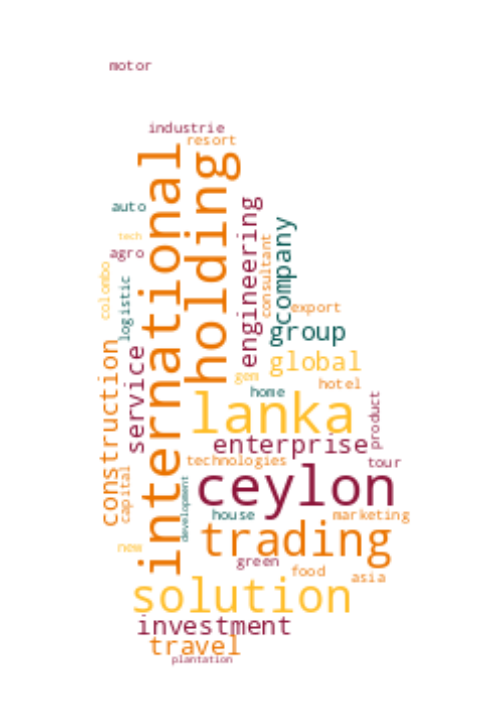 motor
industrie
resort
international
holding
auto
engineering
tech
company
agro
consultant
colombo
logistic
export
group
construction
service
global
gem
hotel
home
lanka
product
enterprise
technologies
tour
capital
ceylon
development
house
marketing
trading
new
green
food
asia
solution
investment
travel
plantation